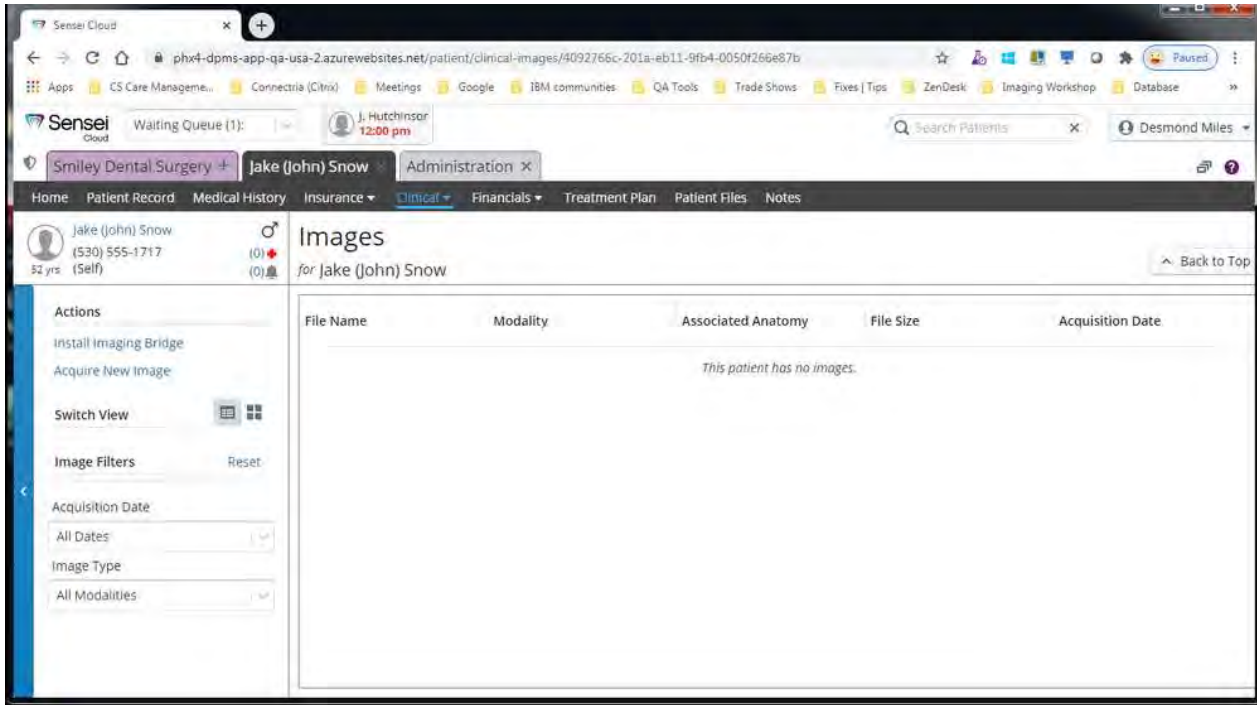 Sensei Cloud
phx4-dpms-app-qa-usa-2.azurewebsites.net/patient/clinical-images/4092766c-201a-eb11-9fb4-0050f266e87b
Paused
Apps CS Care Manageme... Connectria (Citrix) Meetings Google IBM communities QA Tools Trade Shows Fixes | Tips ZenDesk Imaging Workshop Database »
Sensei Cloud Waiting Queue (1): J. Hutchinsor Search Patients Desmond Miles
12:00 pm
Smiley Dental Surgery + Jake (John) Snow × Administration ×
Home Patient Record Medical History Insurance Clinical Financials Treatment Plan Patient Files Notes
Jake (John) Snow
(530) 555-1717 (0)
52 yrs (Self) (0)
Images
for Jake (John) Snow
Back to Top
Actions
Install Imaging Bridge
Acquire New Image
Switch View
Image Filters Reset
Acquisition Date
All Dates
Image Type
All Modalities
File Name Modality Associated Anatomy File Size Acquisition Date
This patient has no images.